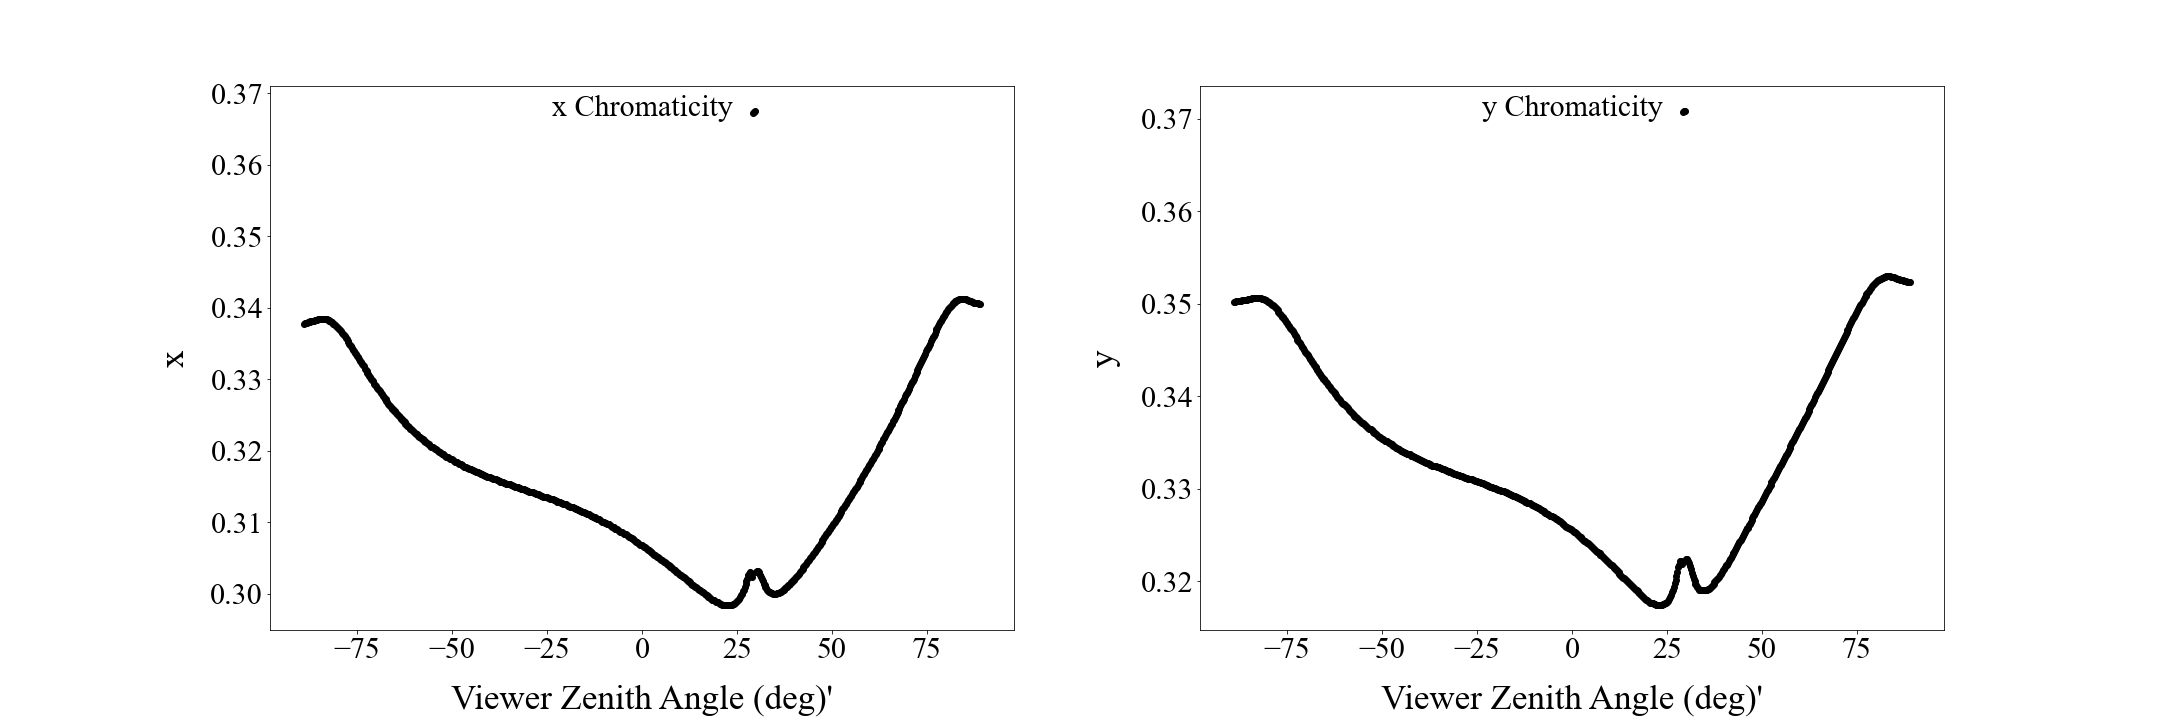 x Chromaticity
0.37
0.36
0.35
0.34
0.33
0.32
0.31
0.30
x
−75 −50 −25 0 25 50 75
Viewer Zenith Angle (deg)'
y Chromaticity
0.37
0.36
0.35
0.34
0.33
0.32
y
−75 −50 −25 0 25 50 75
Viewer Zenith Angle (deg)'